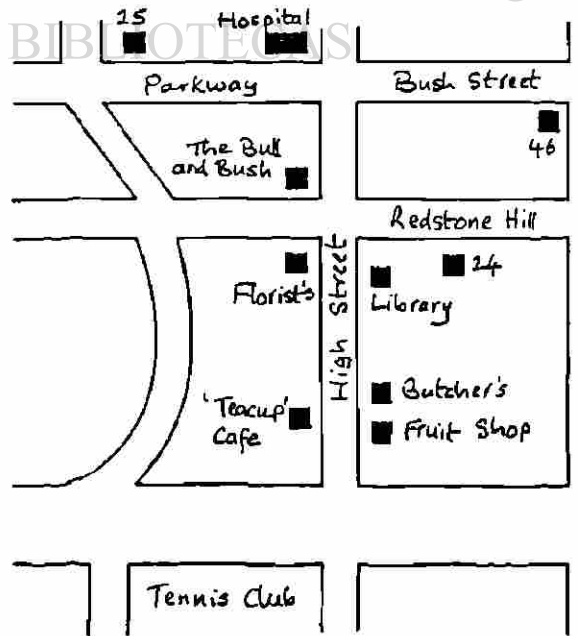 15
Hospital
BIBLIOTECAS
Parkway
Bush Street
The Bull
and Bush
46
Redstone Hill
Florist's
High Street
24
Library
'Teacup'
Cafe
Butcher's
Fruit Shop
Tennis Club